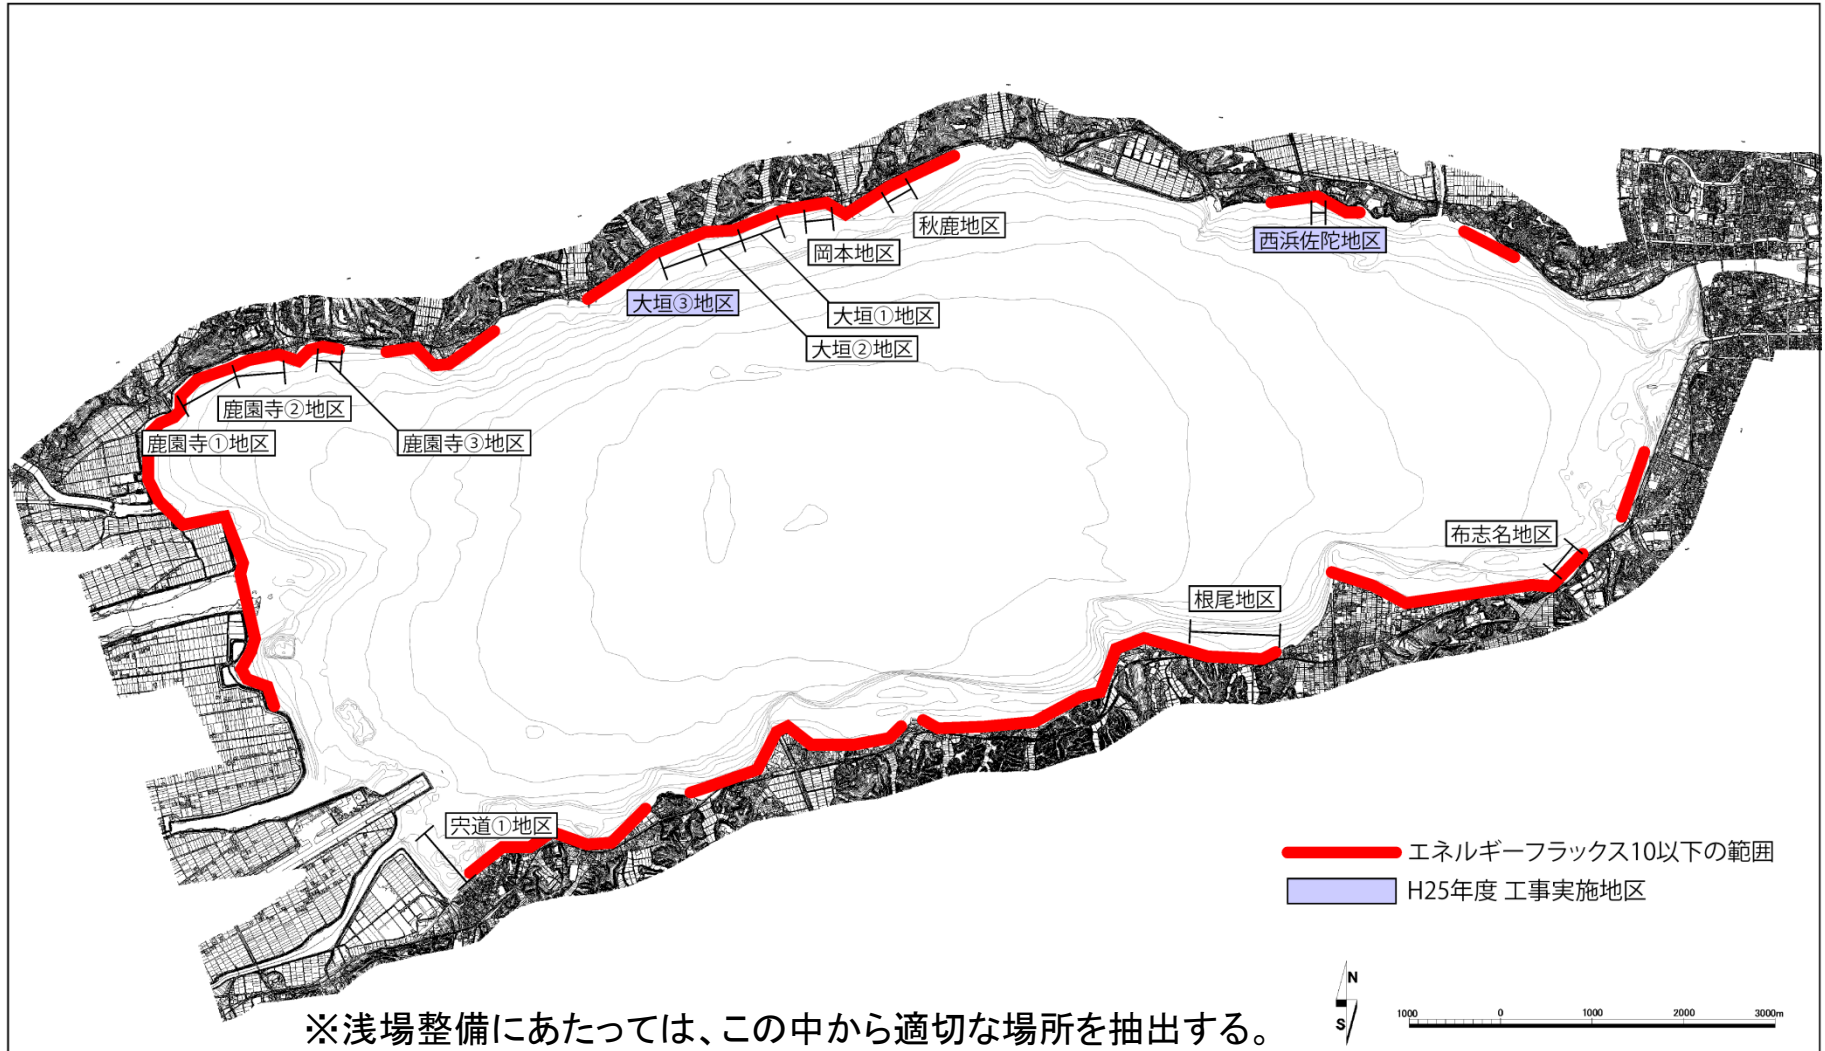 秋鹿地区
西浜佐陀地区
岡本地区
大垣③地区
大垣①地区
大垣②地区
鹿園寺②地区
鹿園寺①地区
鹿園寺③地区
布志名地区
根尾地区
宍道①地区
エネルギーフラックス10以下の範囲
H25年度 工事実施地区
N
S
1000 0 1000 2000 3000m
※浅場整備にあたっては、この中から適切な場所を抽出する。